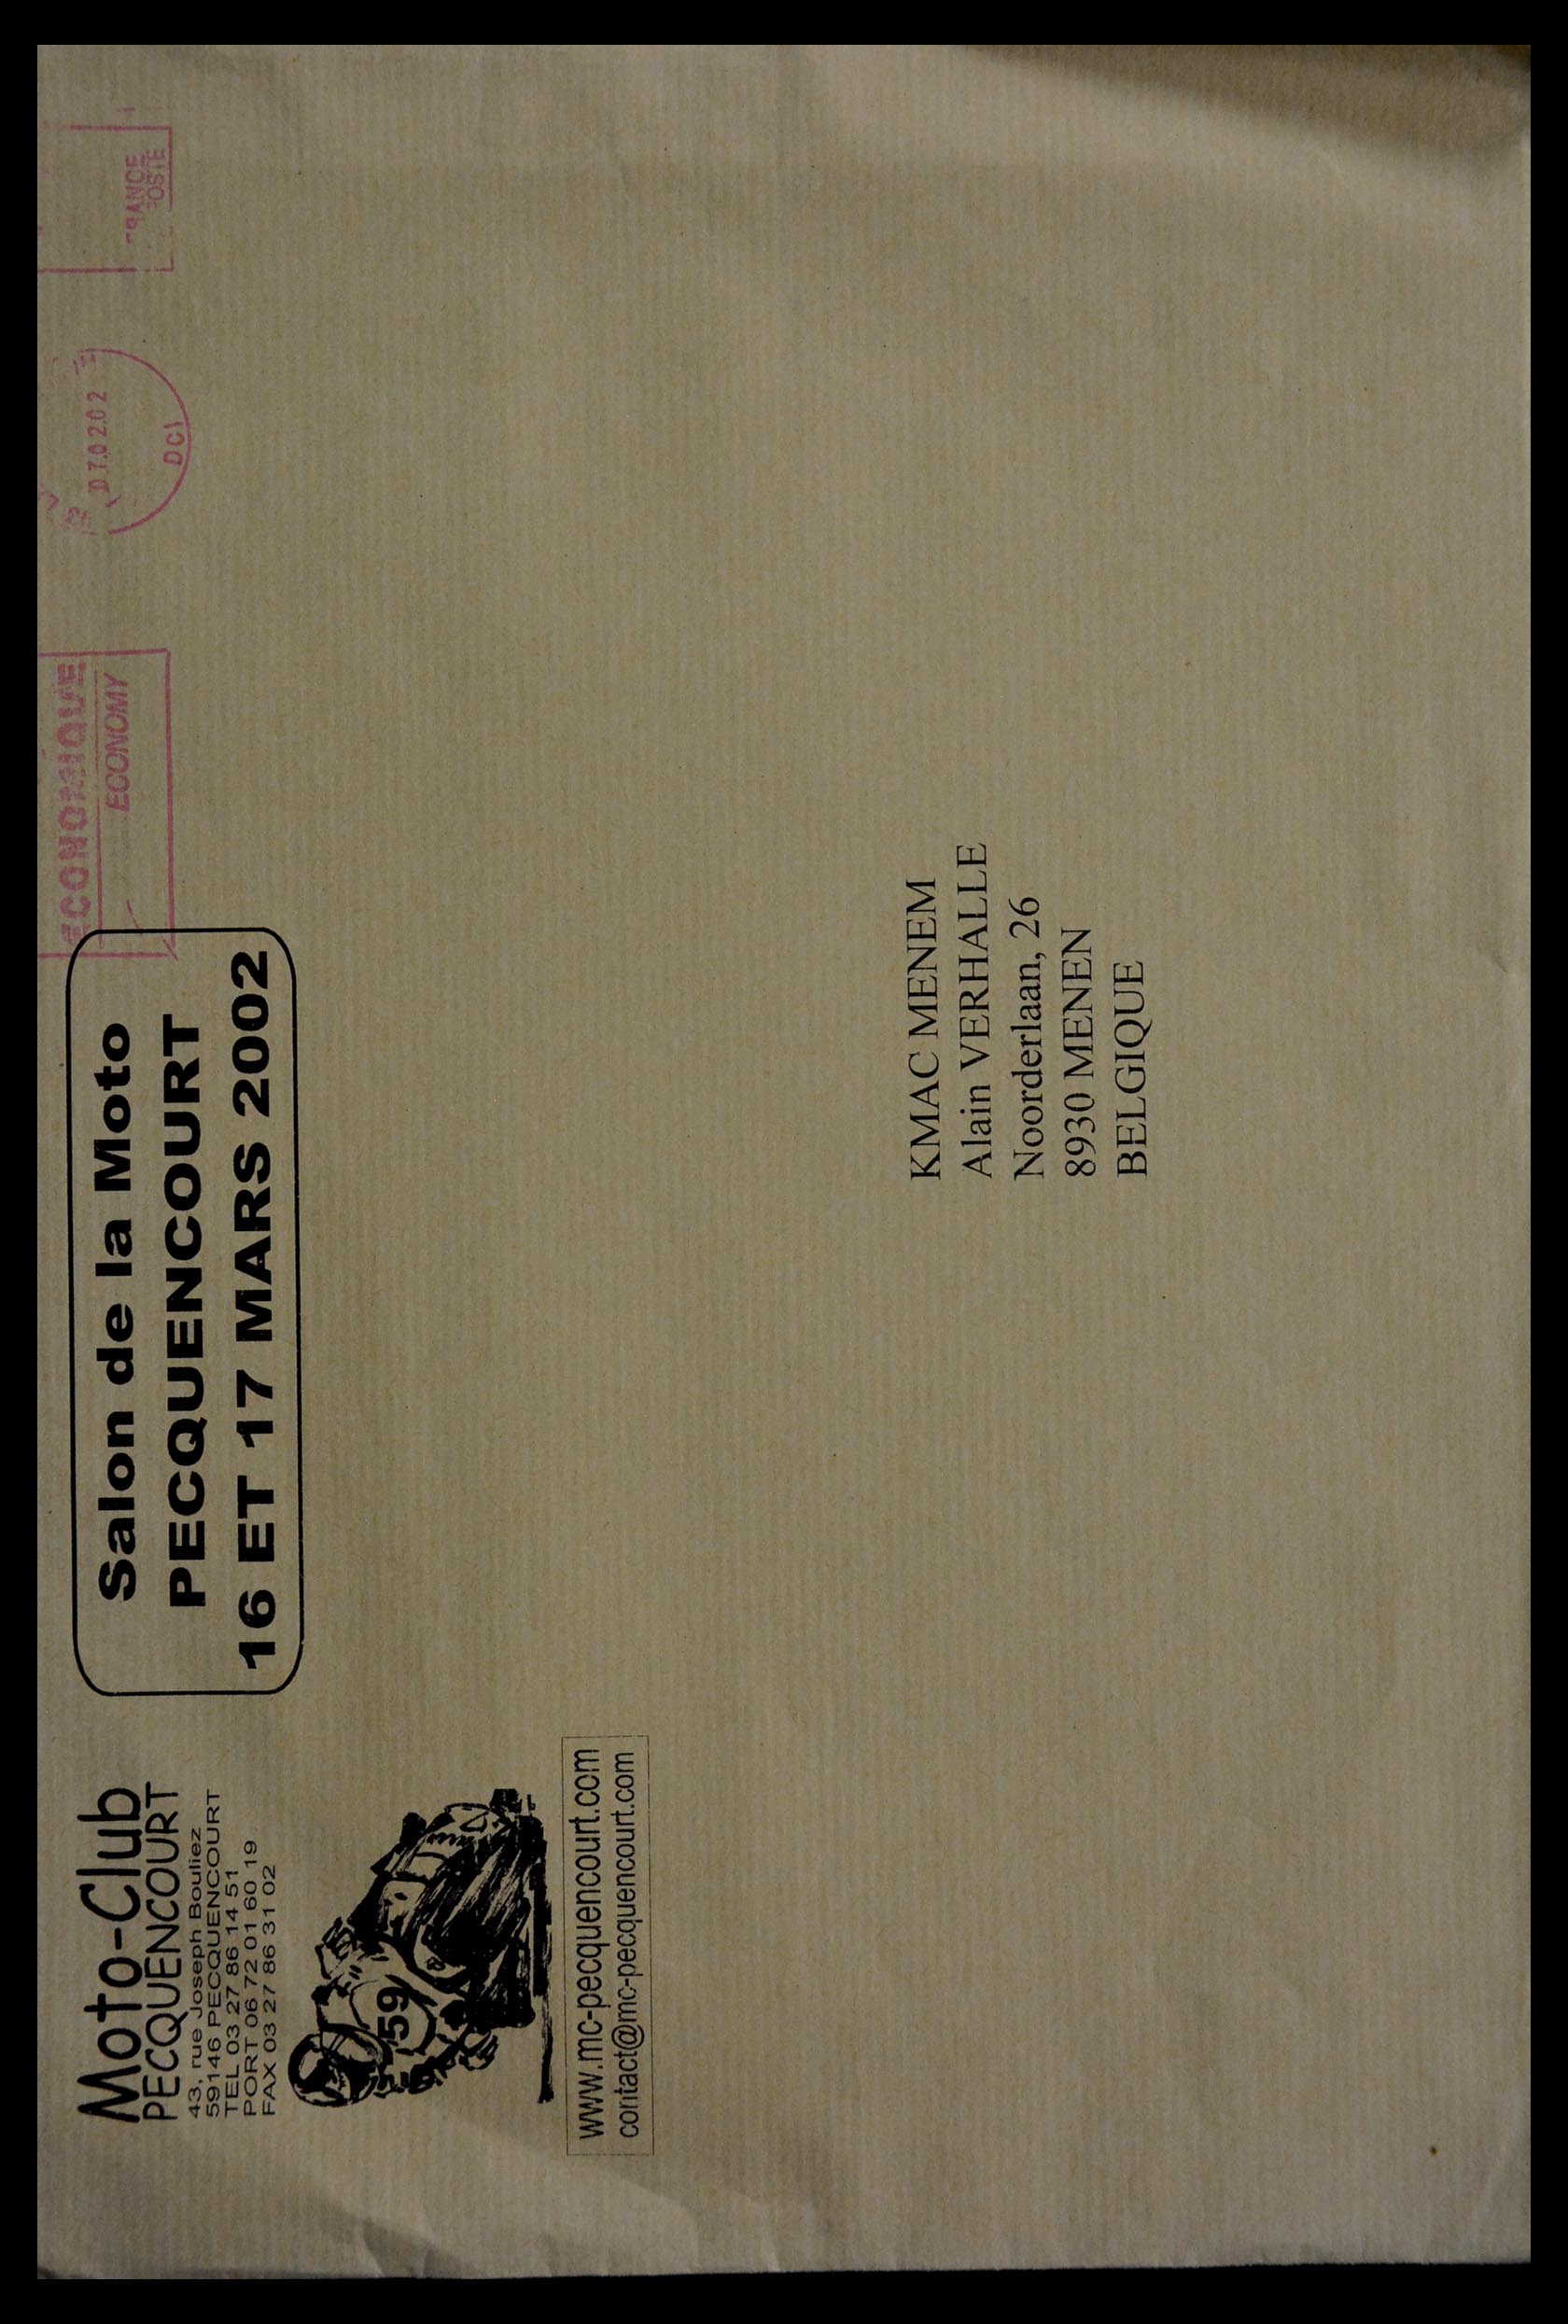 Moto-Club
PECQUENCOURT
43, rue Joseph Bouliez
59146 PECQUENCOURT
TEL 03 27 86 14 51
PORT 06 72 01 60 19
FAX 03 27 86 31 02
59
www.mc-pecquencourt.com
contact@mc-pecquencourt.com
Salon de la Moto
PECQUENCOURT
16 ET 17 MARS 2002
ECONOMIQUE
ECONOMY
07.02.02
DCI
FRANCE
POSTE
KMAC MENEM
Alain VERHALLE
Noorderlaan, 26
8930 MENEN
BELGIQUE